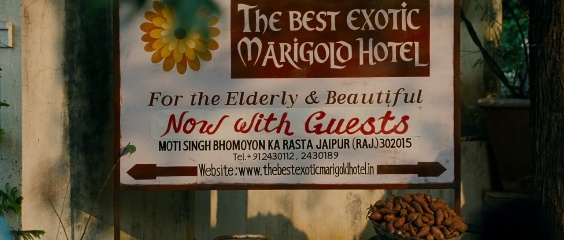 The Best Exotic
Marigold Hotel
For the Elderly & Beautiful
Now with Guests
MOTI SINGH BHOMOYON KA RASTA JAIPUR (RAJ.)302015
Tel.+912430112, 2430189
Website:www.thebestexoticmarigoldhotel.in